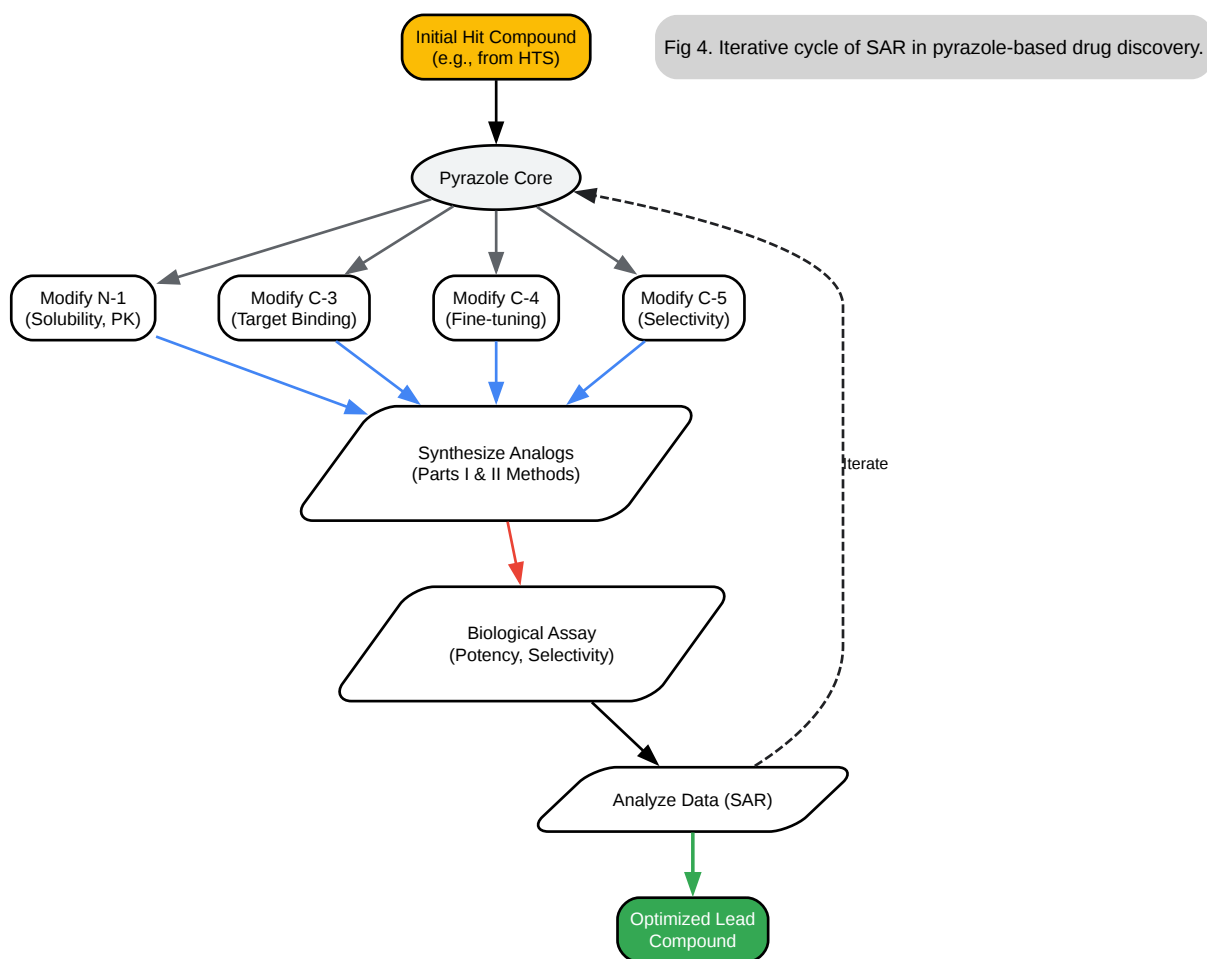 Initial Hit Compound
(e.g., from HTS)
Fig 4. Iterative cycle of SAR in pyrazole-based drug discovery.
Pyrazole Core
Modify N-1
(Solubility, PK)
Modify C-3
(Target Binding)
Modify C-4
(Fine-tuning)
Modify C-5
(Selectivity)
Synthesize Analogs
(Parts I & II Methods)
Iterate
Biological Assay
(Potency, Selectivity)
Analyze Data (SAR)
Optimized Lead
Compound